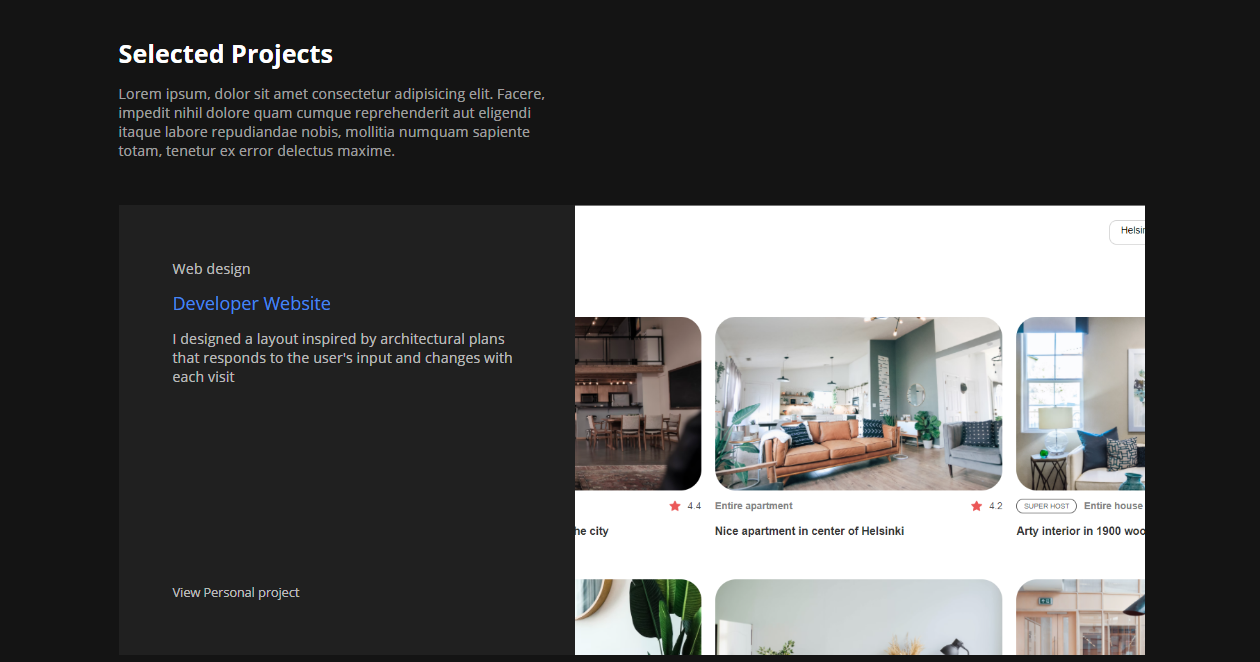 Selected Projects
Lorem ipsum, dolor sit amet consectetur adipisicing elit. Facere,
impedit nihil dolore quam cumque reprehenderit aut eligendi
itaque labore repudiandae nobis, mollitia numquam sapiente
totam, tenetur ex error delectus maxime.
Web design
Developer Website
I designed a layout inspired by architectural plans
that responds to the user's input and changes with
each visit
View Personal project
Helsin
4.4
he city
Entire apartment 4.2
Nice apartment in center of Helsinki
SUPER HOST Entire house
Arty interior in 1900 woo